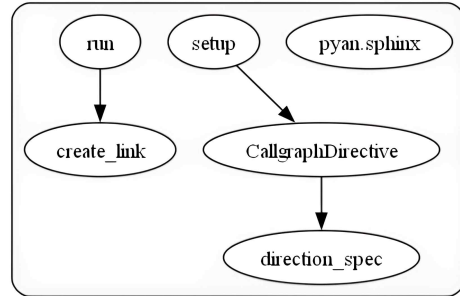 run
setup
pyan.sphinx
create_link
CallgraphDirective
direction_spec